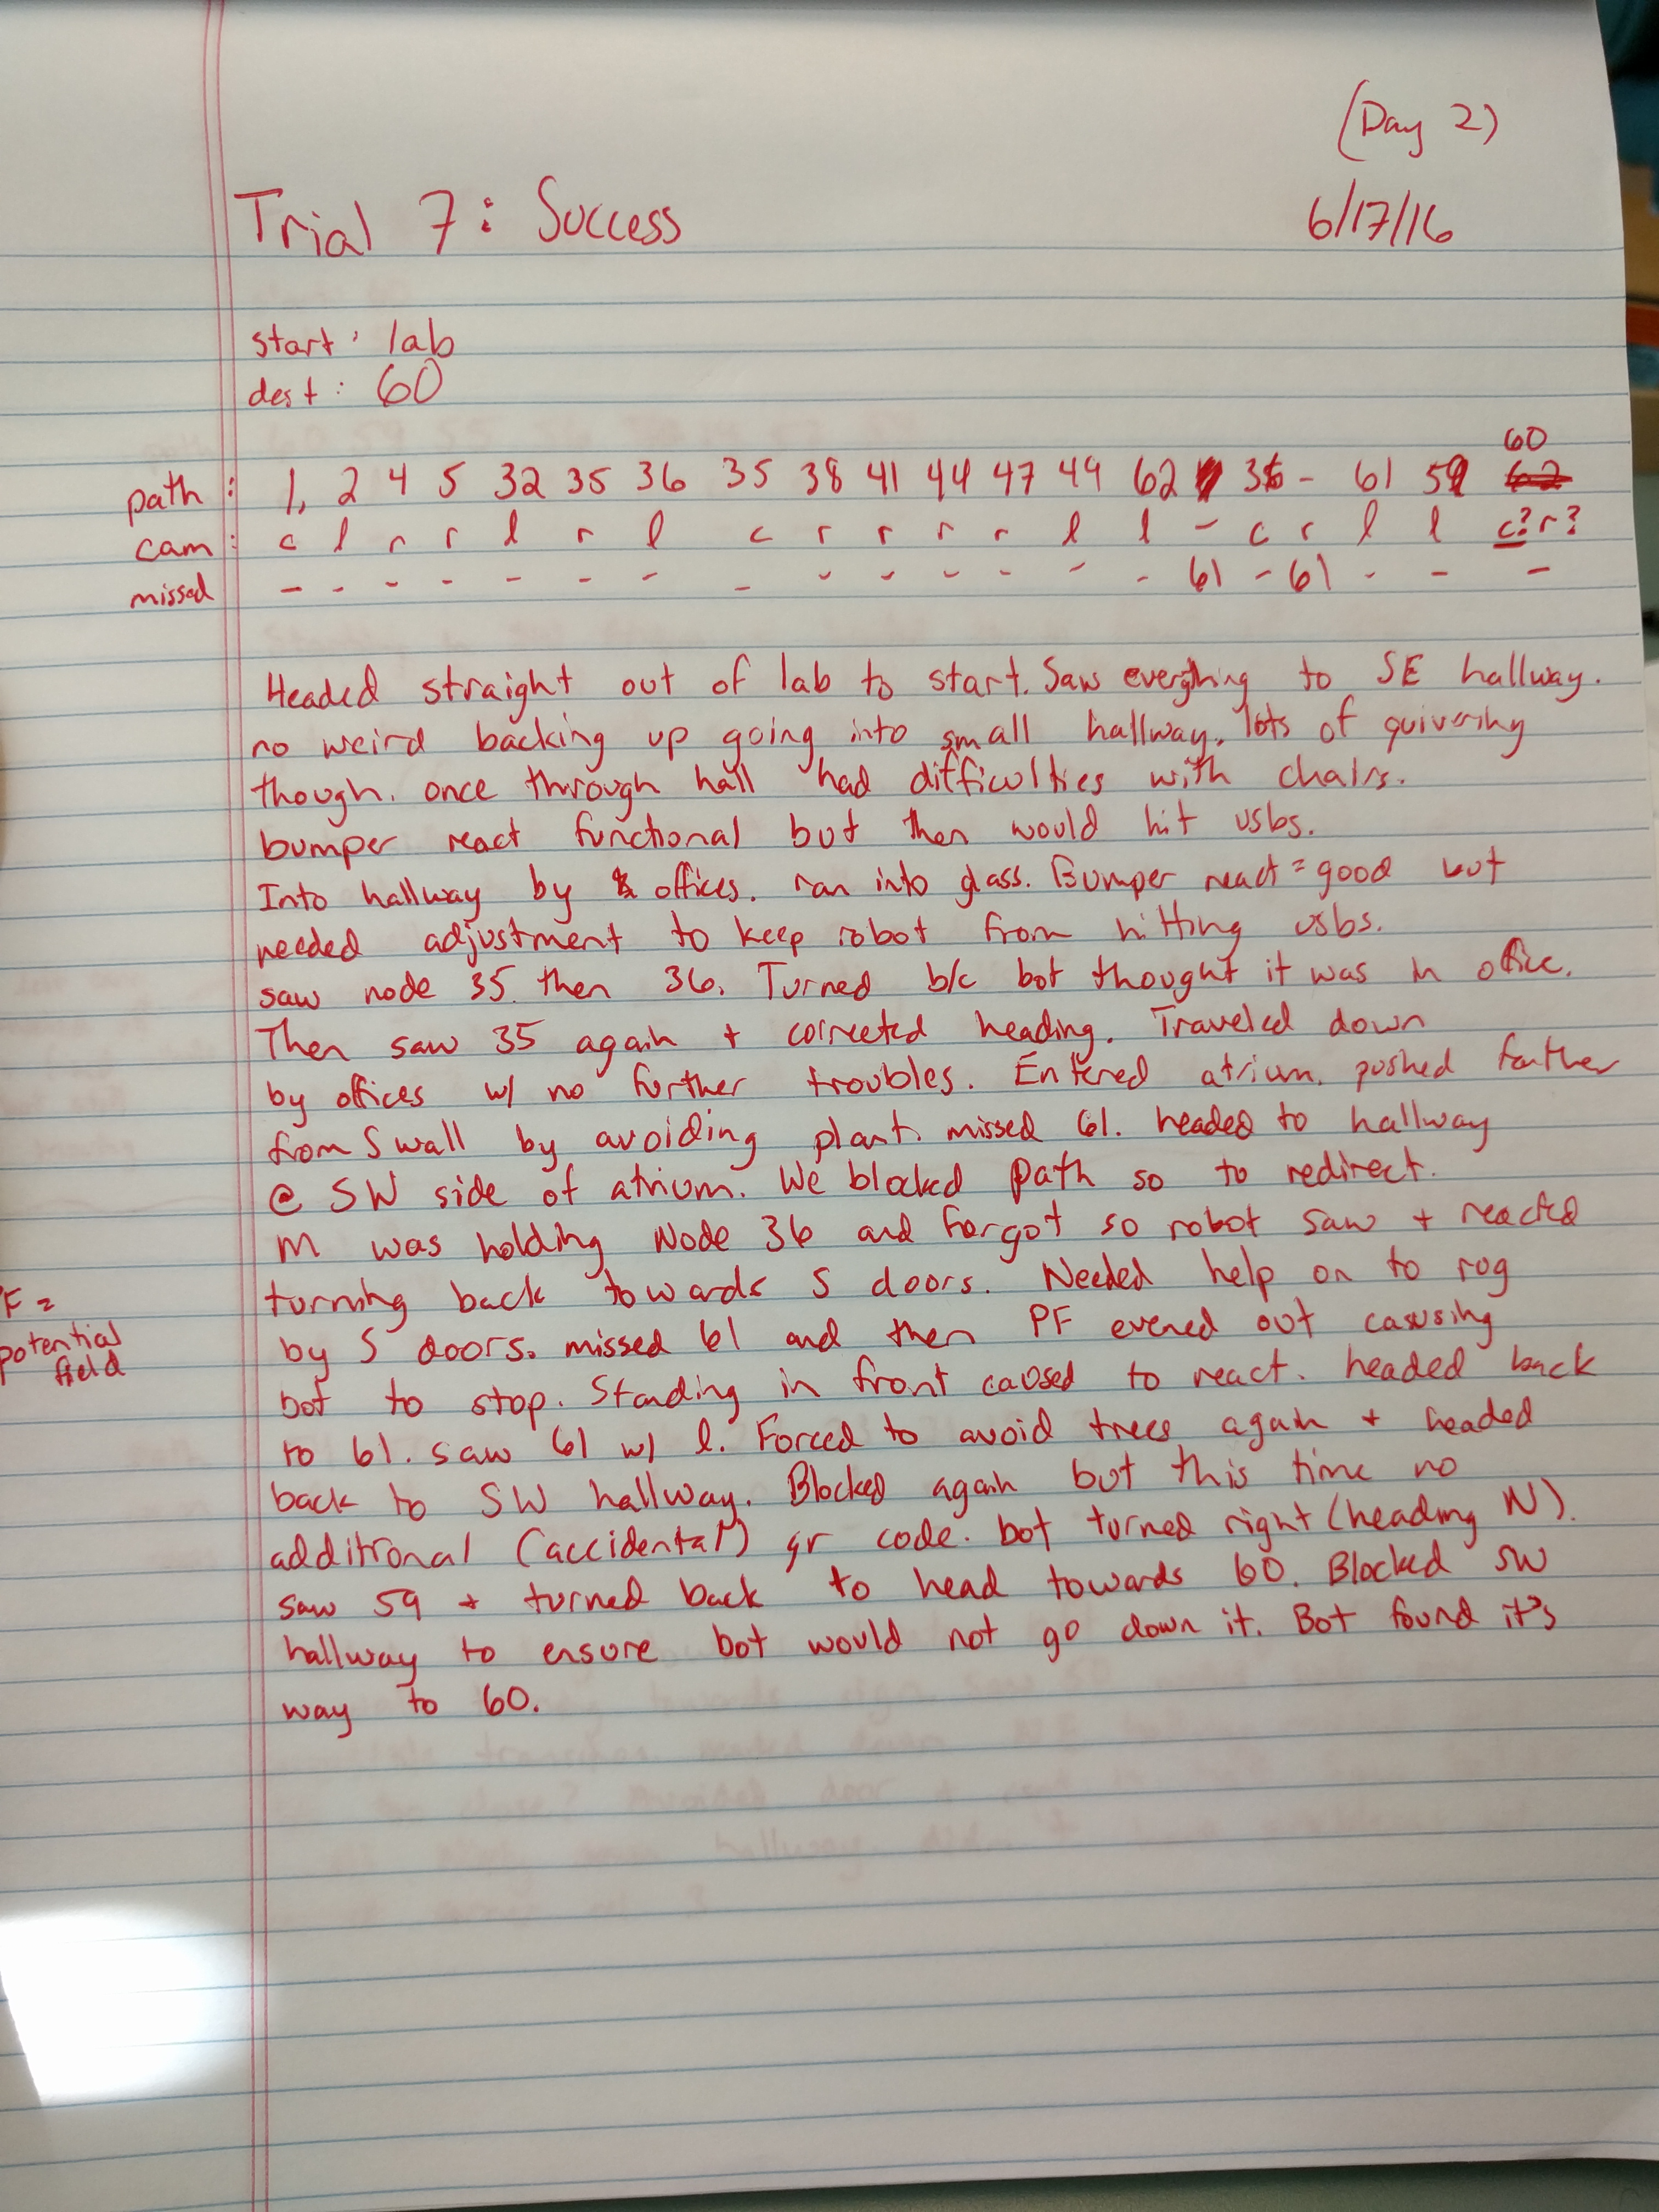 (Day 2)
Trial 7: Success
6/17/16
start: lab
dest: 60
60
path: 1, 2 4 5 32 35 36 35 38 41 44 47 49 62 36 - 61 59
cam: c l r r l r l c r r r r l l - c r l l c? r?
missed - - - - - - - - - - - - - - 61 - 61 - - -
Headed straight out of lab to start. Saw everything to SE hallway.
no weird backing up going into small hallway. lots of quivering
though. once through hall had difficulties with chairs.
bumper react functional but then would hit usbs.
Into hallway by offices. ran into glass. Bumper react = good but
needed adjustment to keep robot from hitting usbs.
saw node 35 then 36. Turned b/c bot thought it was in office.
Then saw 35 again + corrected heading. Traveled down
by offices w/ no further troubles. Entered atrium. pushed farther
from S wall by avoiding plant. missed 61. headed to hallway
@ SW side of atrium. We blocked path so to redirect.
M was holding Node 36 and forgot so robot saw + reacted
turning back towards S doors. Needed help on to rug
by S doors. missed 61 and then PF evened out causing
F =
potential
field
bot to stop. Standing in front caused to react. headed back
to 61. saw 61 w/ l. Forced to avoid trees again + headed
back to SW hallway. Blocked again but this time no
additional (accidental) qr code. bot turned right (heading N).
saw 59 + turned back to head towards 60. Blocked SW
hallway to ensure bot would not go down it. Bot found it's
way to 60.